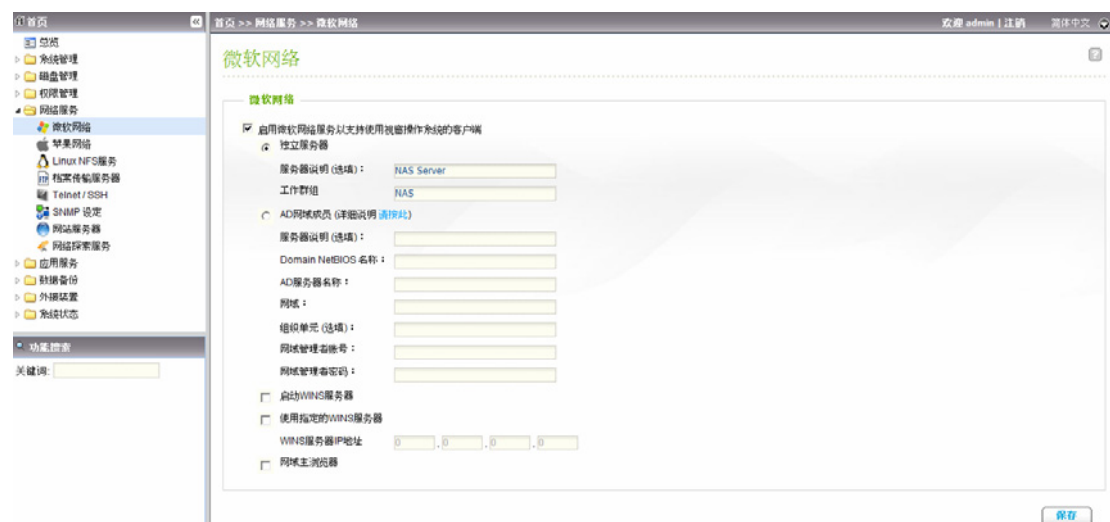 首页
«
首页 >> 网络服务 >> 微软网络
欢迎 admin | 注销
简体中文
总览
系统管理
磁盘管理
权限管理
网络服务
微软网络
苹果网络
Linux NFS服务
档案传输服务器
Telnet / SSH
SNMP 设定
网站服务器
网络探索服务
应用服务
数据备份
外接装置
系统状态
功能搜索
关键词:
微软网络
?
微软网络
启用微软网络服务以支持使用视窗操作系统的客户端
独立服务器
服务器说明 (选填)： NAS Server
工作群组 NAS
AD网域成员 (详细说明 请按此)
服务器说明 (选填)：
Domain NetBIOS 名称：
AD服务器名称：
网域：
组织单元 (选填)：
网域管理者账号：
网域管理者密码：
启动WINS服务器
使用指定的WINS服务器
WINS服务器IP地址 0 . 0 . 0 . 0
网域主浏览器
保存